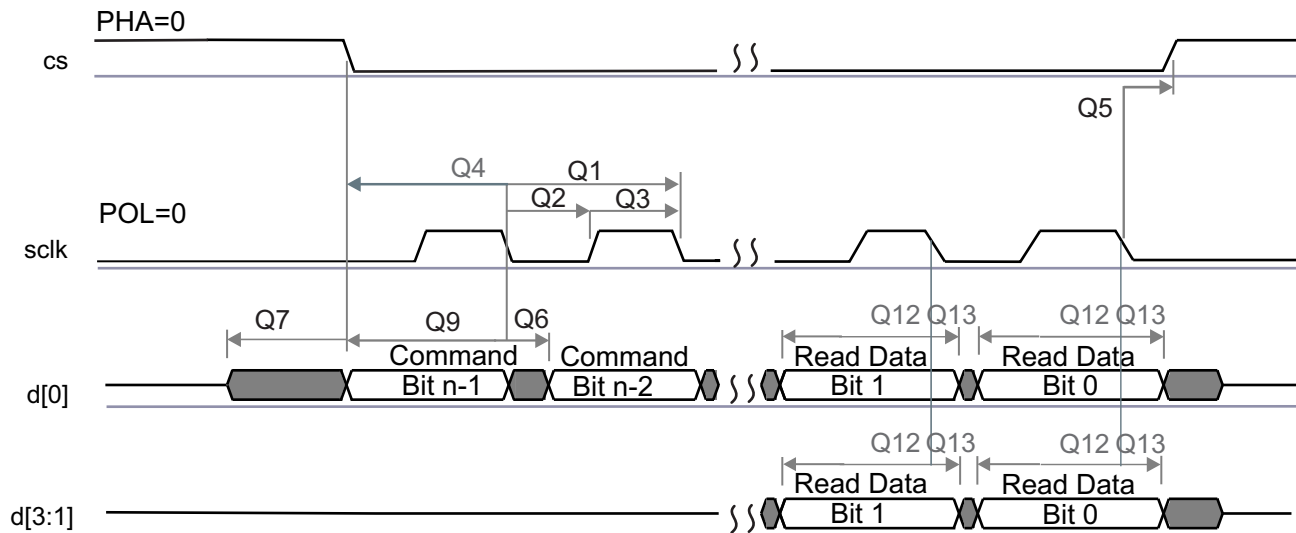 PHA=0
cs
Q5
Q4 Q1
Q2 Q3
POL=0
sclk
Q7 Q9 Q6 Q12 Q13 Q12 Q13
Command Command Read Data Read Data
d[0] Bit n-1 Bit n-2 Bit 1 Bit 0
Q12 Q13 Q12 Q13
Read Data Read Data
d[3:1] Bit 1 Bit 0